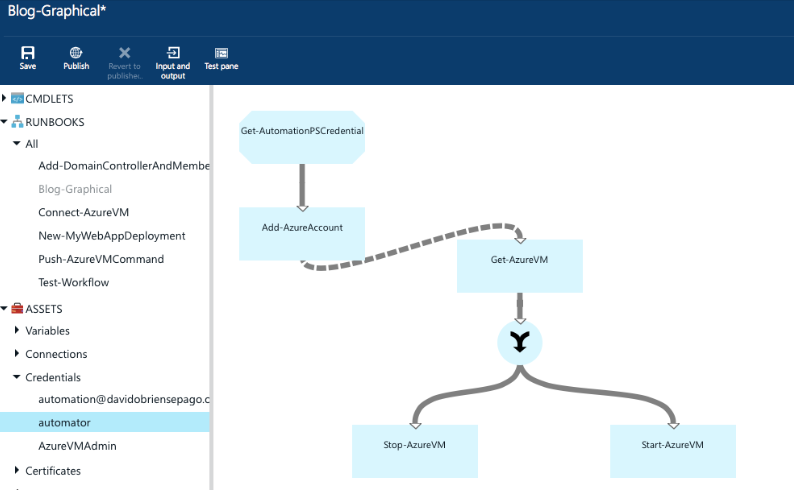 Blog-Graphical*
Save
Publish
Revert to
publishe..
Input and
output
Test pane
CMDLETS
RUNBOOKS
All
Add-DomainControllerAndMembe
Blog-Graphical
Connect-AzureVM
New-MyWebAppDeployment
Push-AzureVMCommand
Test-Workflow
ASSETS
Variables
Connections
Credentials
automation@davidobriensepago.c
automator
AzureVMAdmin
Certificates
Get-AutomationPSCredential
Add-AzureAccount
Get-AzureVM
Stop-AzureVM
Start-AzureVM